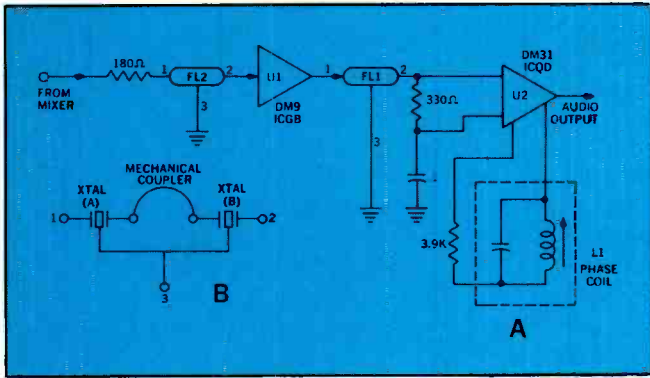 180Ω
1
FL2
2
U1
1
FL1
2
DM31
ICQD
U2
FROM
MIXER
3
DM9
ICGB
330Ω
AUDIO
OUTPUT
MECHANICAL
COUPLER
XTAL
(A)
XTAL
(B)
3
1
2
3
B
3.9K
L1
PHASE
COIL
A